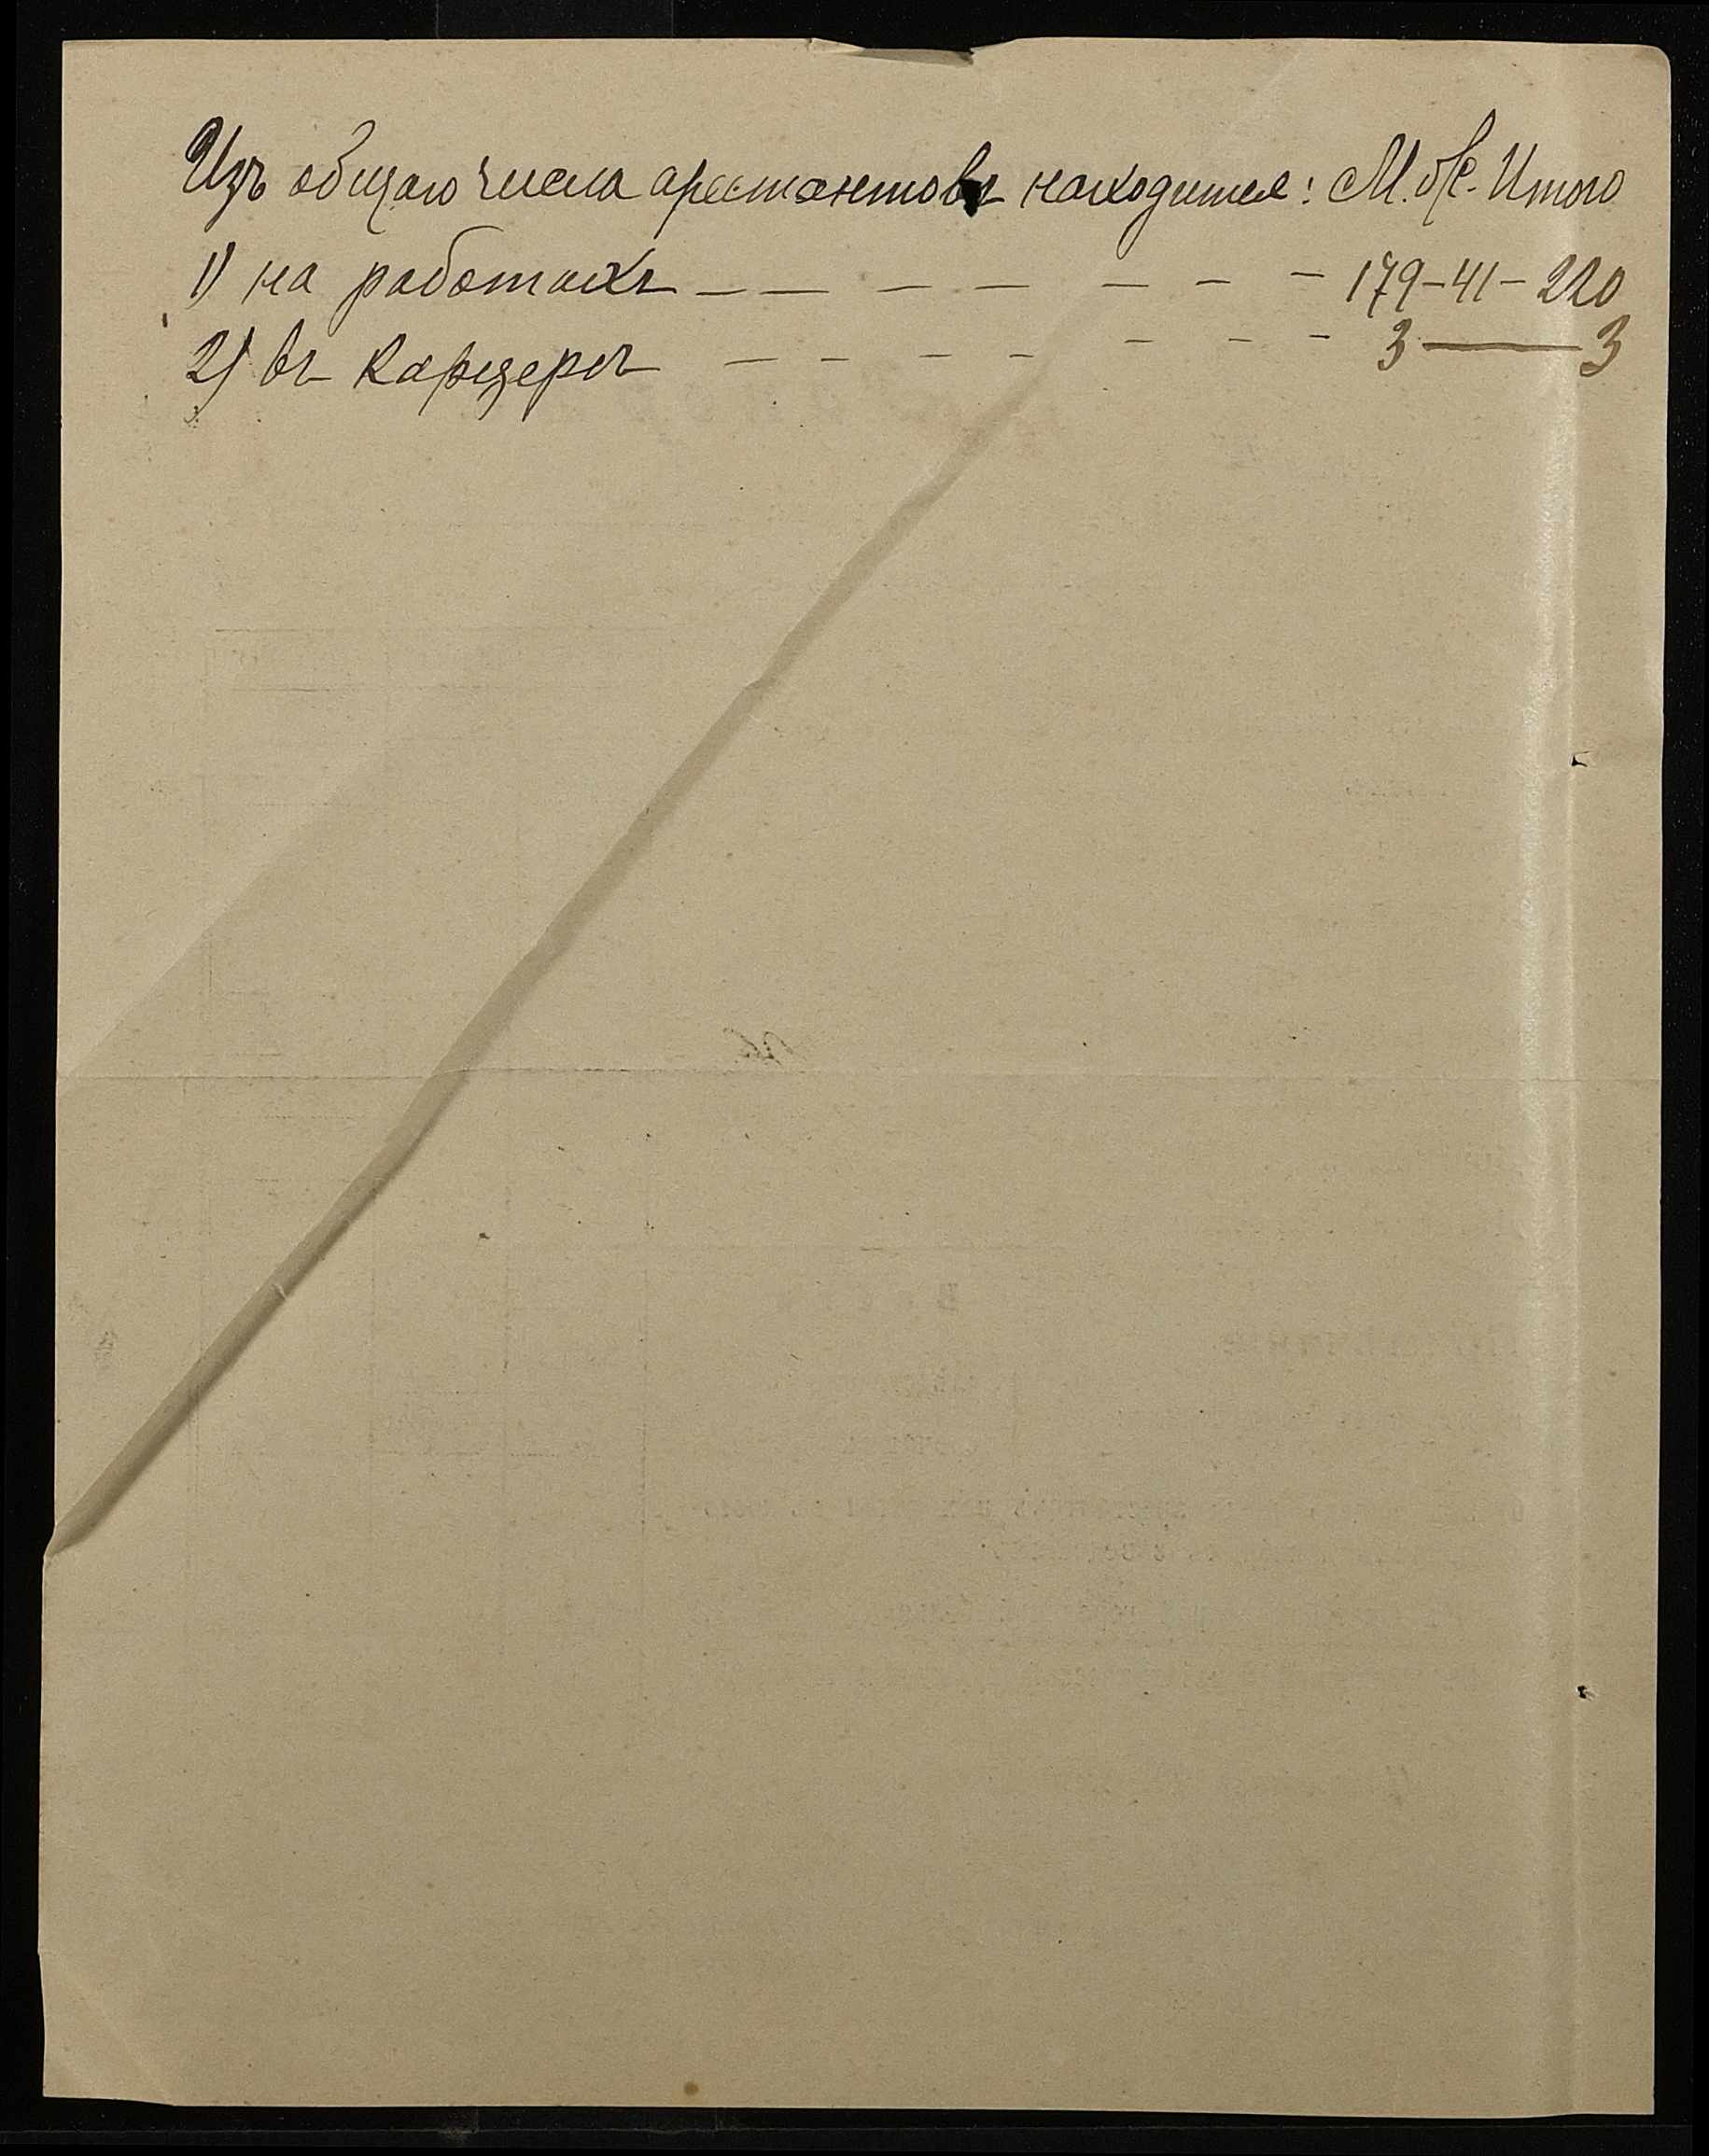 Изъ общаго числа арестантовъ находится: М. Ж. Итого
1) на работахъ — — — — — — — 179 – 41 – 220
2) въ карцерѣ — — — — — — — 3 — 3